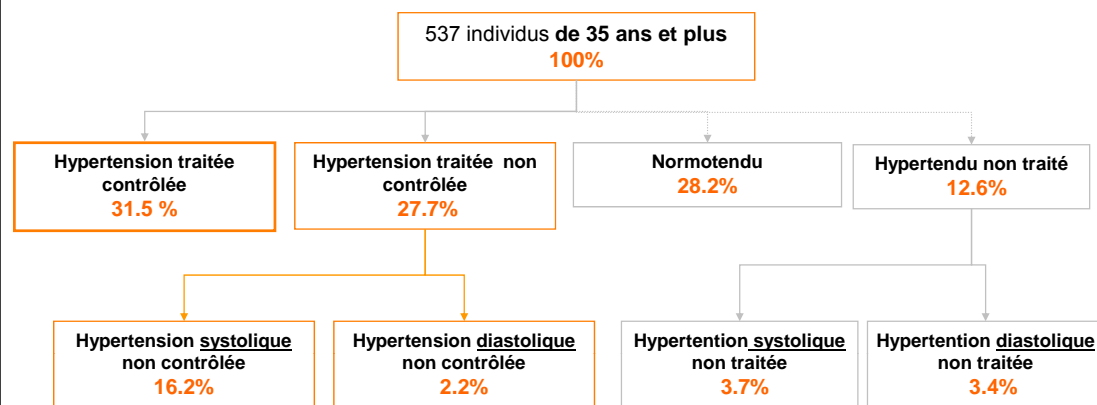 537 individus de 35 ans et plus
100%
Hypertension traitée
contrôlée
31.5 %
Hypertension traitée non
contrôlée
27.7%
Normotendu
28.2%
Hypertendu non traité
12.6%
Hypertension systolique
non contrôlée
16.2%
Hypertension diastolique
non contrôlée
2.2%
Hypertention systolique
non traitée
3.7%
Hypertention diastolique
non traitée
3.4%